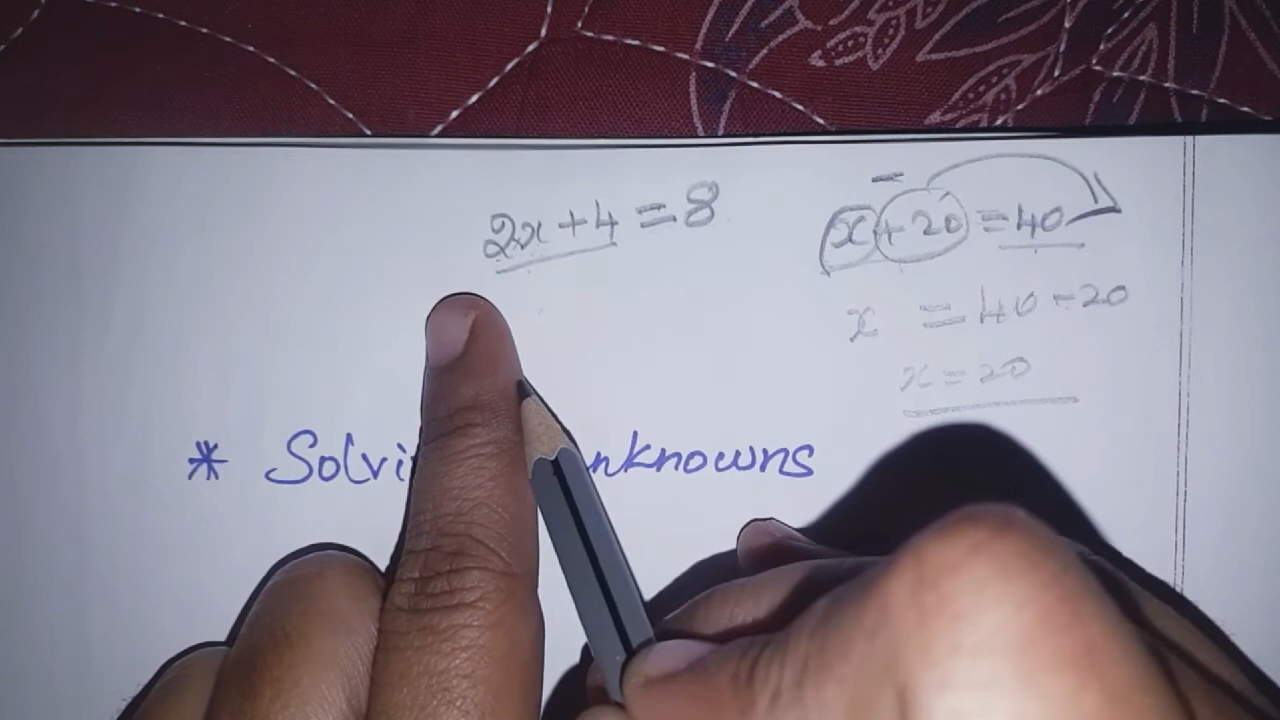 2x+4=8
x+20=40
x = 40-20
x=20
* Solvi nknowns